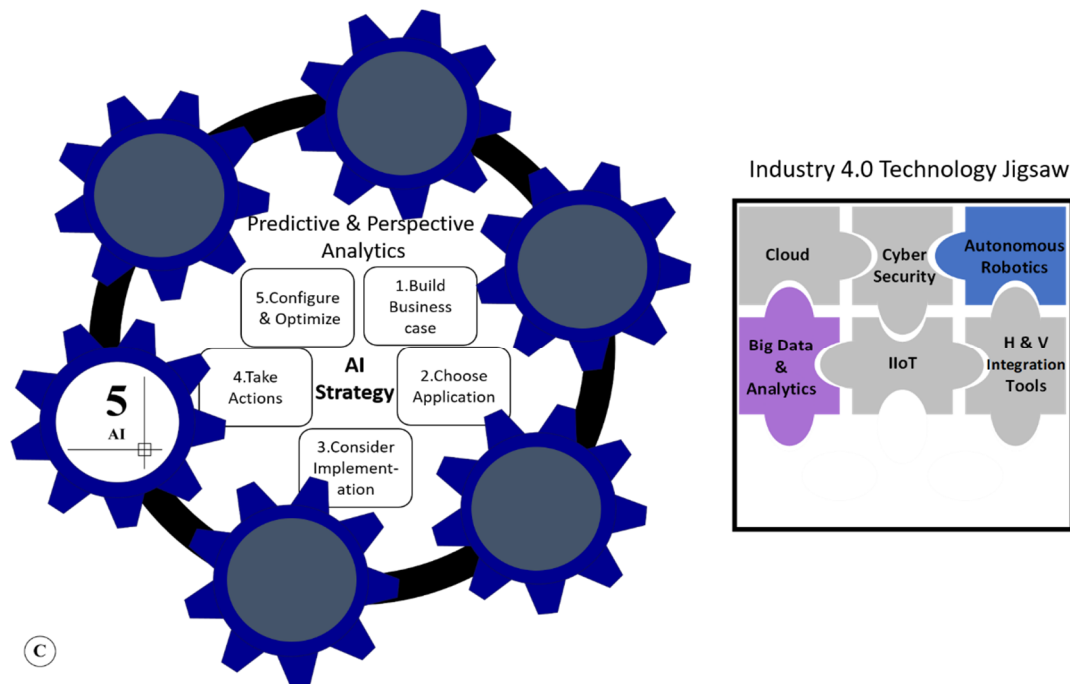 Predictive & Perspective
Analytics
5.Configure
& Optimize
1.Build
Business
case
4.Take
Actions
AI
Strategy
2.Choose
Application
3.Consider
Implement-
ation
5
AI
C
Industry 4.0 Technology Jigsaw
Cloud
Cyber
Security
Autonomous
Robotics
Big Data
&
Analytics
IIoT
H & V
Integration
Tools